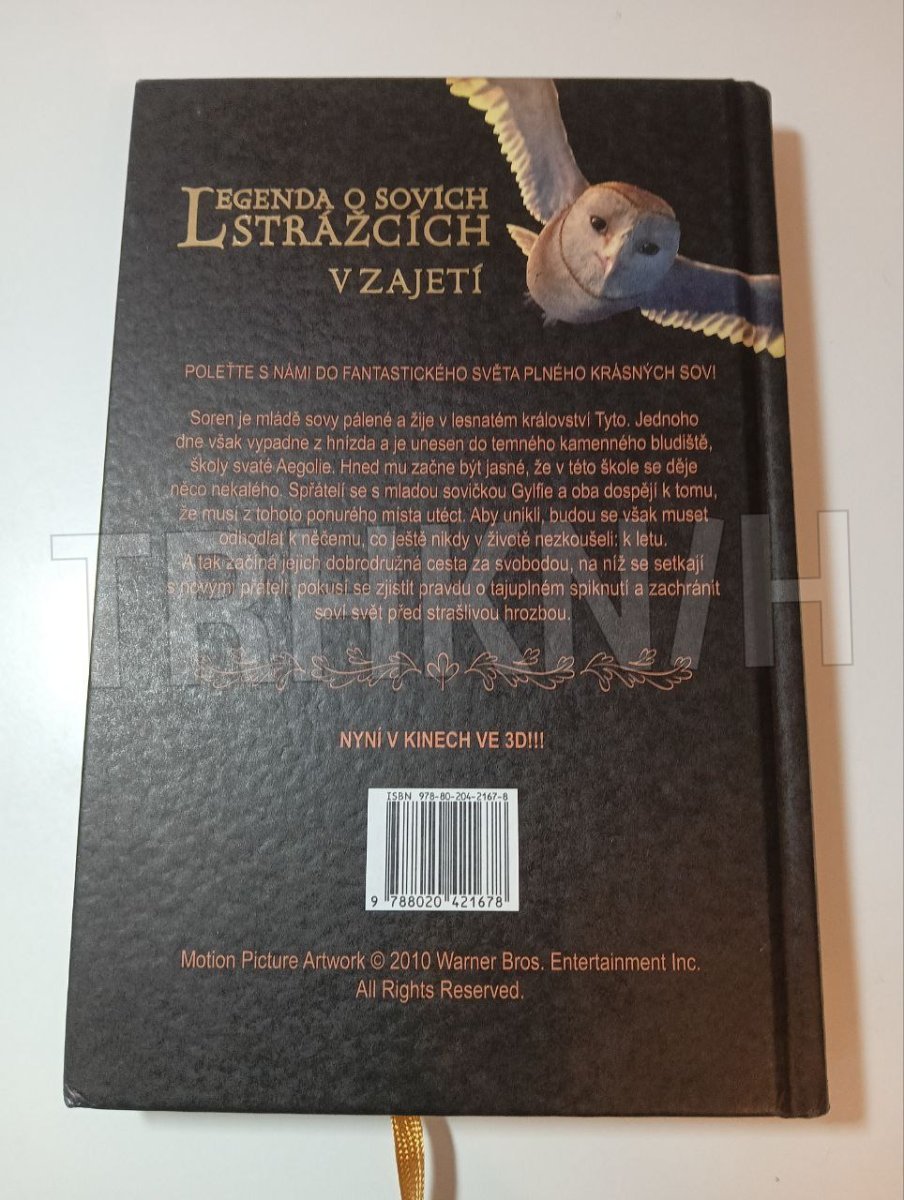 LEGENDA O SOVÍCH
STRÁŽCÍCH
V ZAJETÍ
POLEŤTE S NÁMI DO FANTASTICKÉHO SVĚTA PLNÉHO KRÁSNÝCH SOV!
Soren je mládě sovy pálené a žije v lesnatém království Tyto. Jednoho
dne však vypadne z hnízda a je unesen do temného kamenného bludiště,
školy svaté Aegolie. Hned mu začne být jasné, že v této škole se děje
něco nekalého. Spřátelí se s mladou sovičkou Gylfie a oba dospějí k tomu,
že musí z tohoto ponurého místa utéct. Aby unikli, budou se však muset
odhodlat k něčemu, co ještě nikdy v životě nezkoušeli: k letu.
A tak začíná jejich dobrodružná cesta za svobodou, na níž se setkají
s novými přáteli, pokusí se zjistit pravdu o tajuplném spiknutí a zachránit
soví svět před strašlivou hrozbou.
NYNÍ V KINECH VE 3D!!!
ISBN 978-80-204-2167-8
9 788020 421678
Motion Picture Artwork © 2010 Warner Bros. Entertainment Inc.
All Rights Reserved.